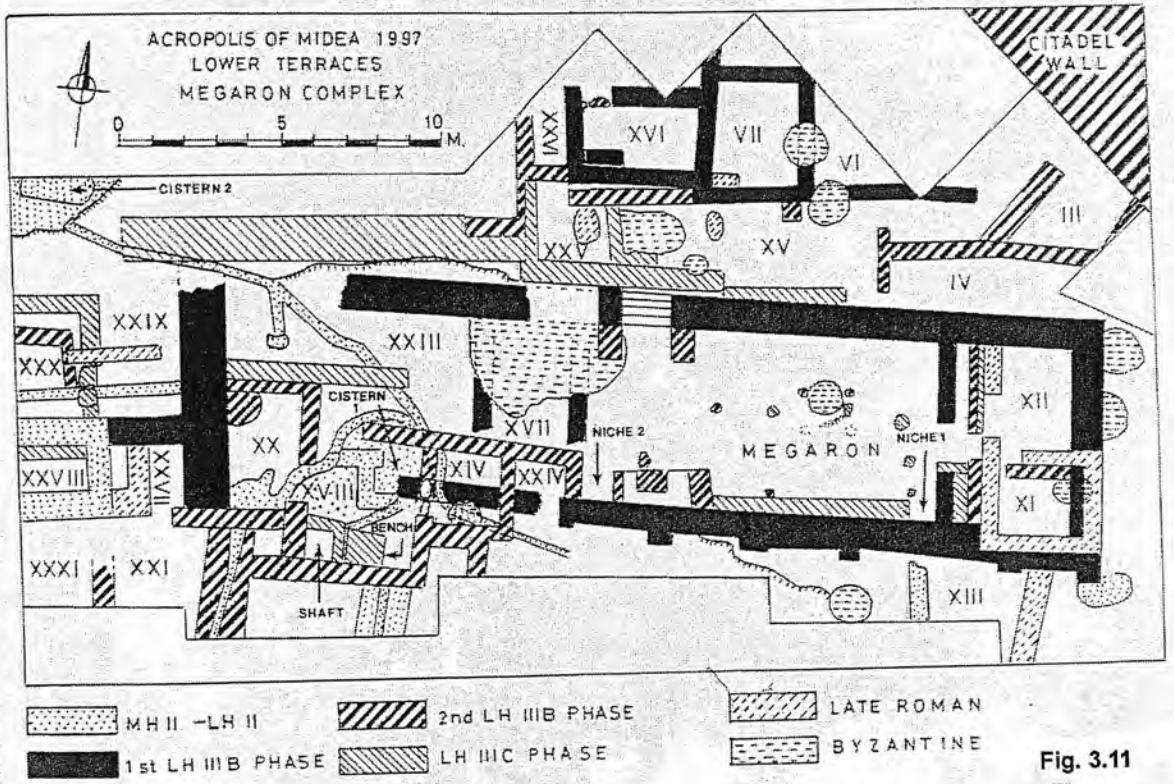 ACROPOLIS OF MIDEA 1997
LOWER TERRACES
MEGARON COMPLEX
0 5 10 M.
CITADEL
WALL
CISTERN 2
XXVI
XVI
VII
VI
III
XXV
XV
IV
XXIX
XXX
XXIII
CISTERN
1
XVII
NICHE 2
MEGARON
NICHE 1
XII
XX
XIV
XXIV
XXVIII
XXVII
XVIII
XI
BENCH
XXXI
XXI
SHAFT
XIII
MH II - LH II
2nd LH IIIB PHASE
LATE ROMAN
1st LH IIIB PHASE
LH IIIC PHASE
BYZANTINE
Fig. 3.11